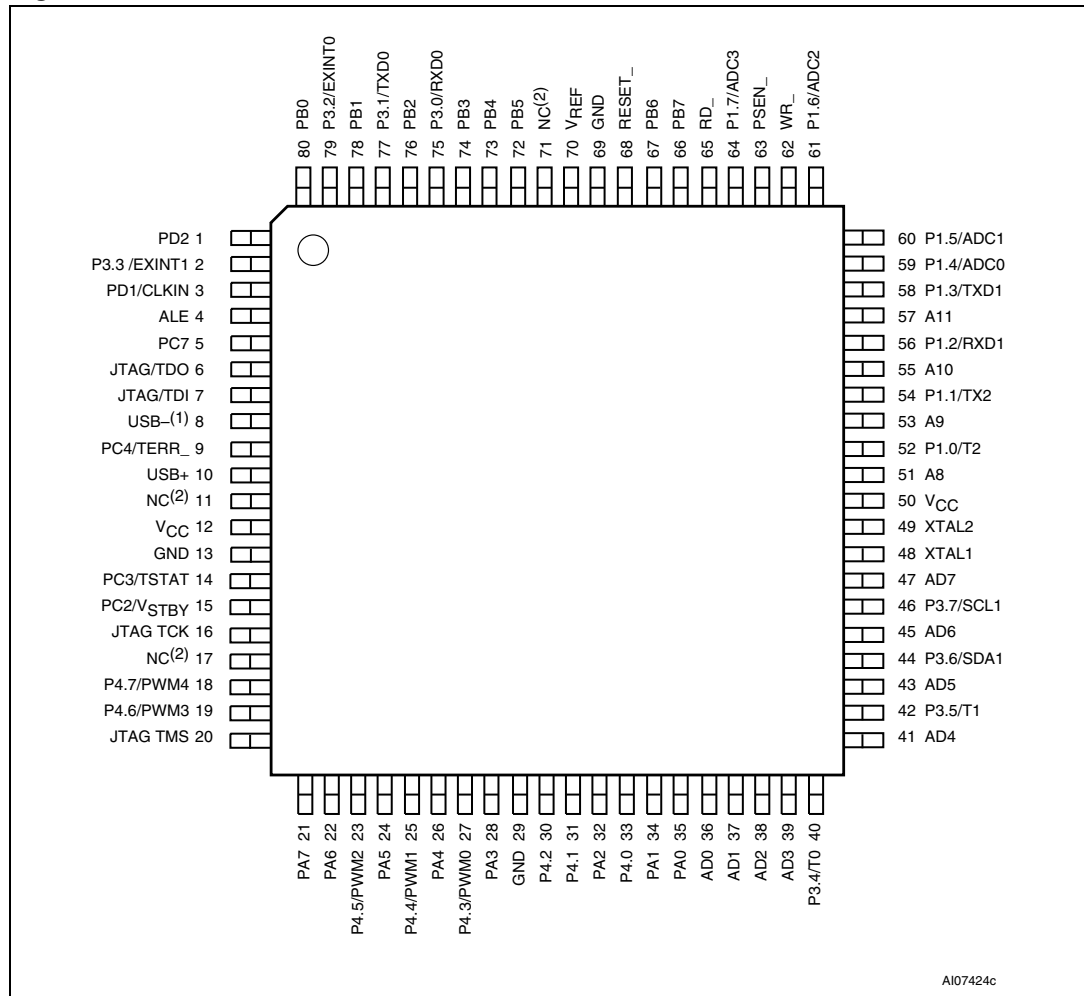 80 PB0
79 P3.2/EXINT0
78 PB1
77 P3.1/TXD0
76 PB2
75 P3.0/RXD0
74 PB3
73 PB4
72 PB5
71 NC(2)
70 VREF
69 GND
68 RESET_
67 PB6
66 PB7
65 RD_
64 P1.7/ADC3
63 PSEN_
62 WR_
61 P1.6/ADC2
PD2 1
P3.3 /EXINT1 2
PD1/CLKIN 3
ALE 4
PC7 5
JTAG/TDO 6
JTAG/TDI 7
USB–(1) 8
PC4/TERR_ 9
USB+ 10
NC(2) 11
VCC 12
GND 13
PC3/TSTAT 14
PC2/VSTBY 15
JTAG TCK 16
NC(2) 17
P4.7/PWM4 18
P4.6/PWM3 19
JTAG TMS 20
60 P1.5/ADC1
59 P1.4/ADC0
58 P1.3/TXD1
57 A11
56 P1.2/RXD1
55 A10
54 P1.1/TX2
53 A9
52 P1.0/T2
51 A8
50 VCC
49 XTAL2
48 XTAL1
47 AD7
46 P3.7/SCL1
45 AD6
44 P3.6/SDA1
43 AD5
42 P3.5/T1
41 AD4
PA7 21
PA6 22
P4.5/PWM2 23
PA5 24
P4.4/PWM1 25
PA4 26
P4.3/PWM0 27
PA3 28
GND 29
P4.2 30
P4.1 31
PA2 32
P4.0 33
PA1 34
PA0 35
AD0 36
AD1 37
AD2 38
AD3 39
P3.4/T0 40
AI07424c